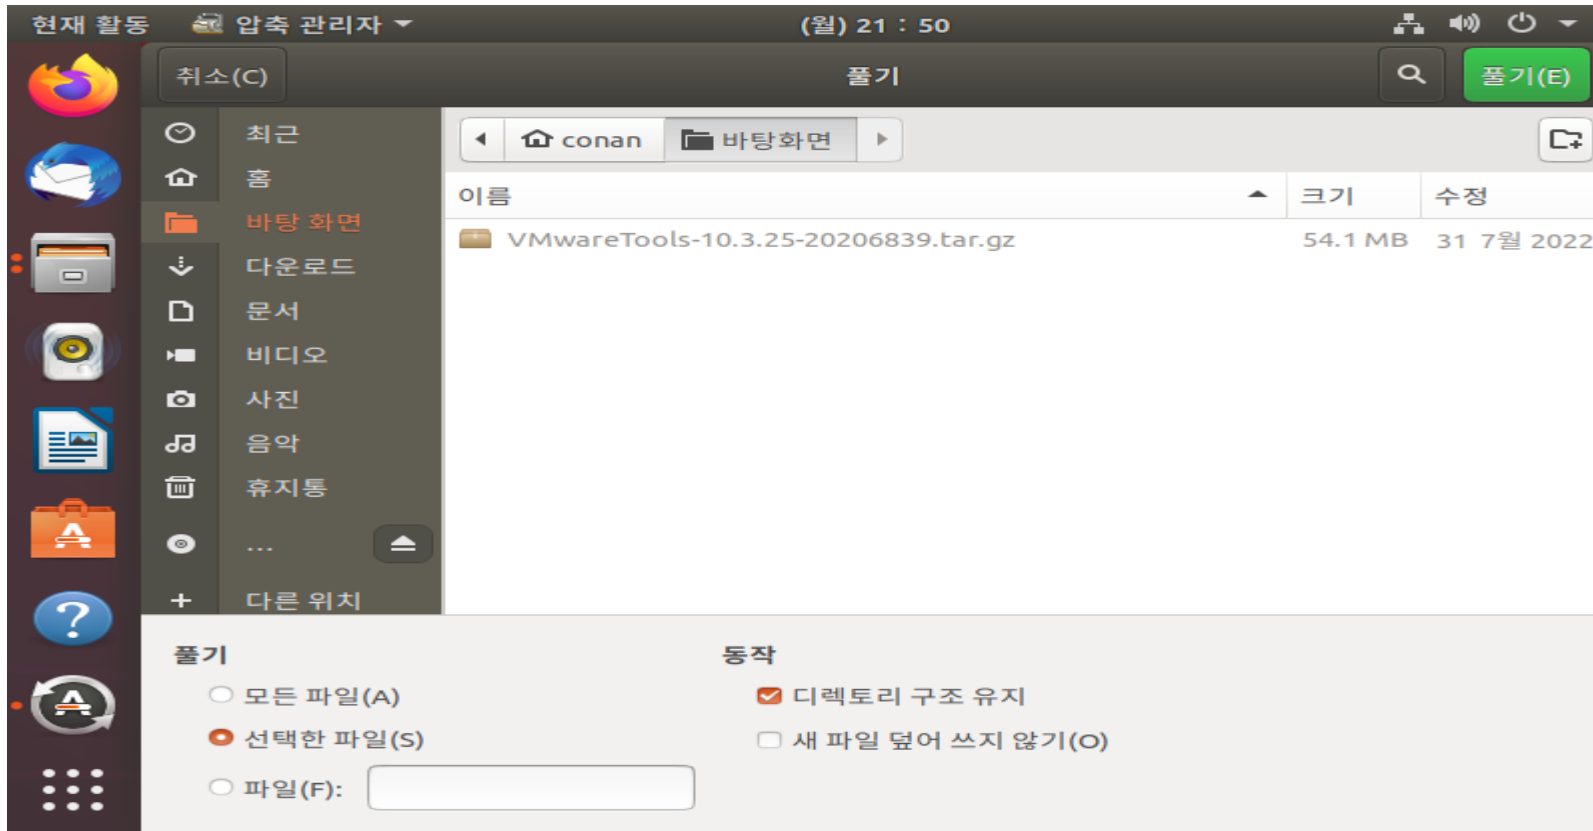 현재 활동 압축 관리자 (월) 21 : 50
취소(C) 풀기 풀기(E)
최근
홈
바탕 화면
다운로드
문서
비디오
사진
음악
휴지통
...
다른 위치
conan 바탕화면
이름 크기 수정
VMwareTools-10.3.25-20206839.tar.gz 54.1 MB 31 7월 2022
풀기
모든 파일(A)
선택한 파일(S)
파일(F):
동작
디렉토리 구조 유지
새 파일 덮어 쓰지 않기(O)